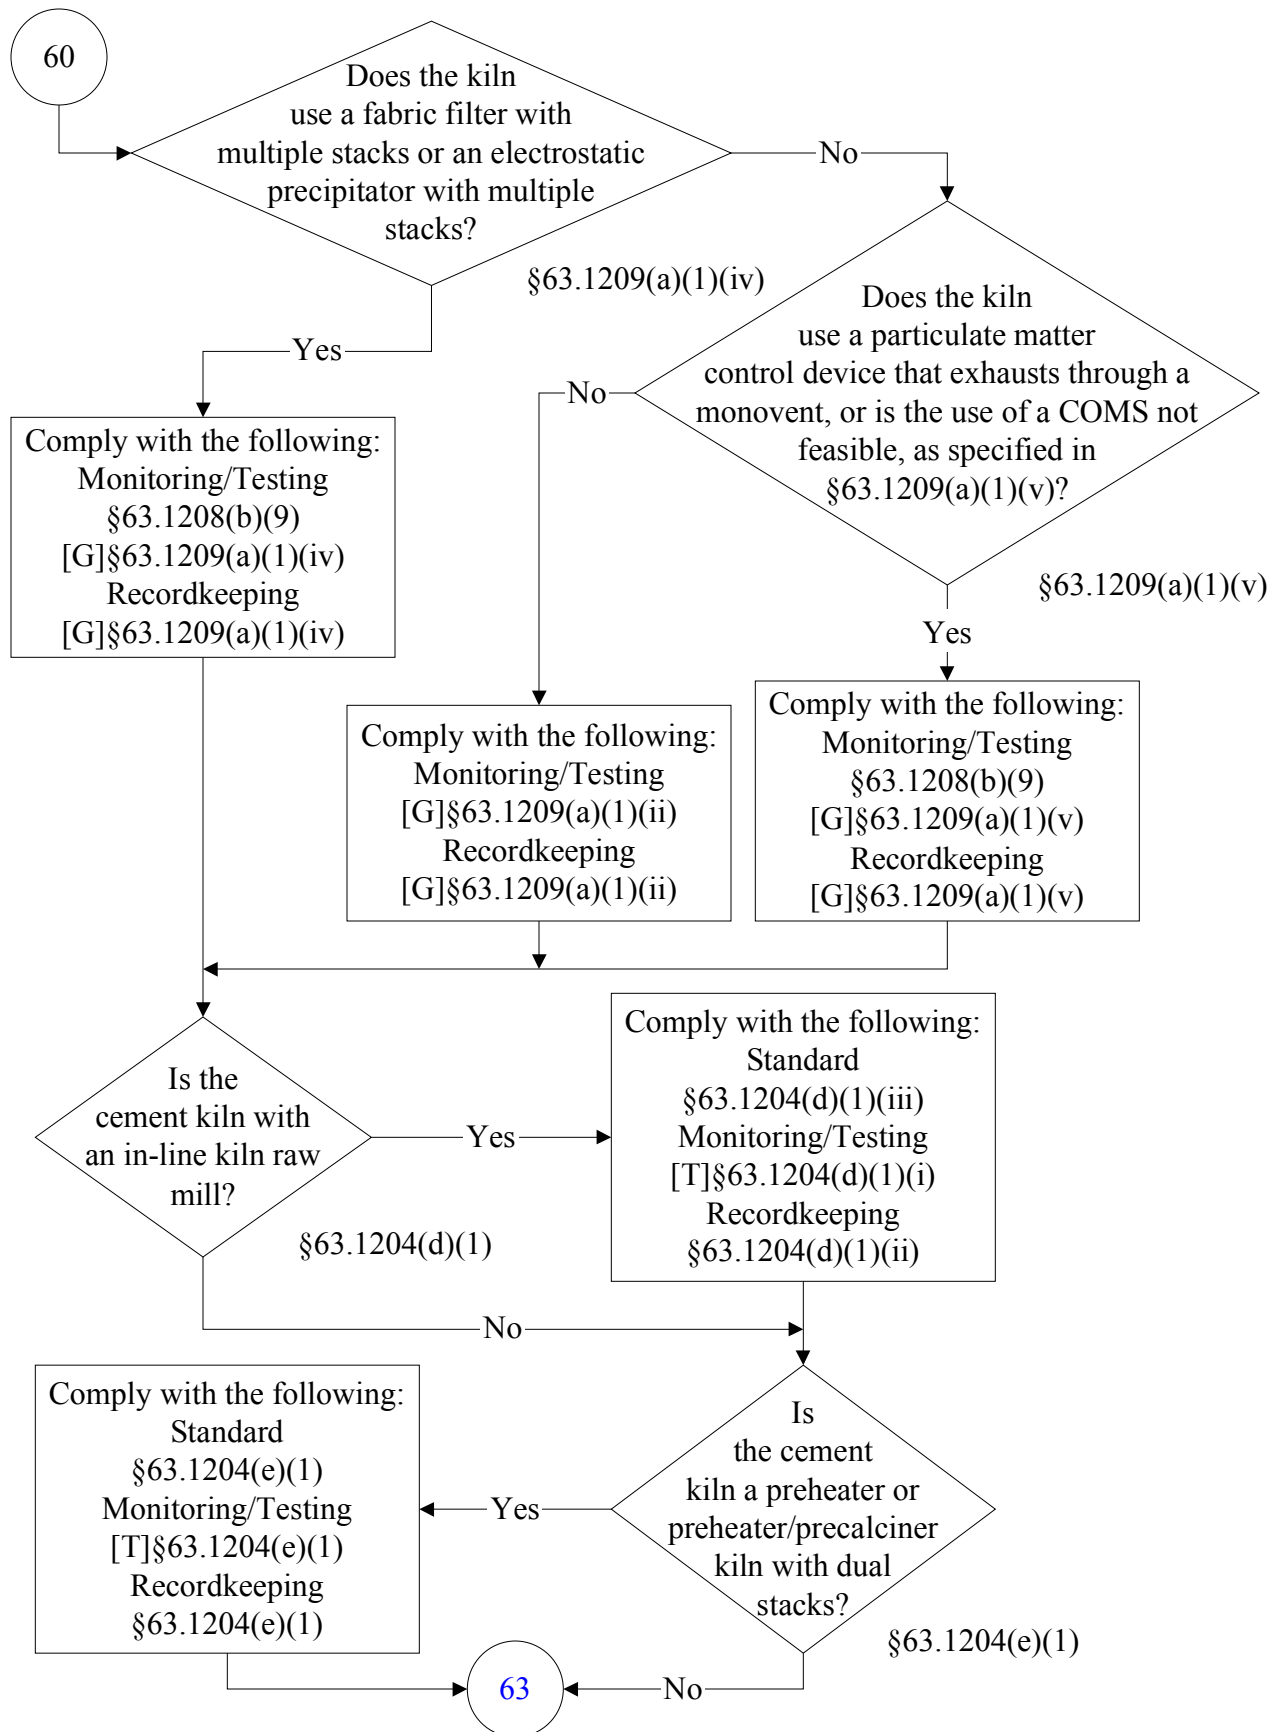 60
Does the kiln
use a fabric filter with
multiple stacks or an electrostatic
precipitator with multiple
stacks?
No
§63.1209(a)(1)(iv)
Yes
Does the kiln
use a particulate matter
control device that exhausts through a
monovent, or is the use of a COMS not
feasible, as specified in
§63.1209(a)(1)(v)?
No
§63.1209(a)(1)(v)
Yes
Comply with the following:
Monitoring/Testing
§63.1208(b)(9)
[G]§63.1209(a)(1)(iv)
Recordkeeping
[G]§63.1209(a)(1)(iv)
Comply with the following:
Monitoring/Testing
[G]§63.1209(a)(1)(ii)
Recordkeeping
[G]§63.1209(a)(1)(ii)
Comply with the following:
Monitoring/Testing
§63.1208(b)(9)
[G]§63.1209(a)(1)(v)
Recordkeeping
[G]§63.1209(a)(1)(v)
Is the
cement kiln with
an in-line kiln raw
mill?
Yes
§63.1204(d)(1)
No
Comply with the following:
Standard
§63.1204(d)(1)(iii)
Monitoring/Testing
[T]§63.1204(d)(1)(i)
Recordkeeping
§63.1204(d)(1)(ii)
Is
the cement
kiln a preheater or
preheater/precalciner
kiln with dual
stacks?
Yes
§63.1204(e)(1)
No
Comply with the following:
Standard
§63.1204(e)(1)
Monitoring/Testing
[T]§63.1204(e)(1)
Recordkeeping
§63.1204(e)(1)
63